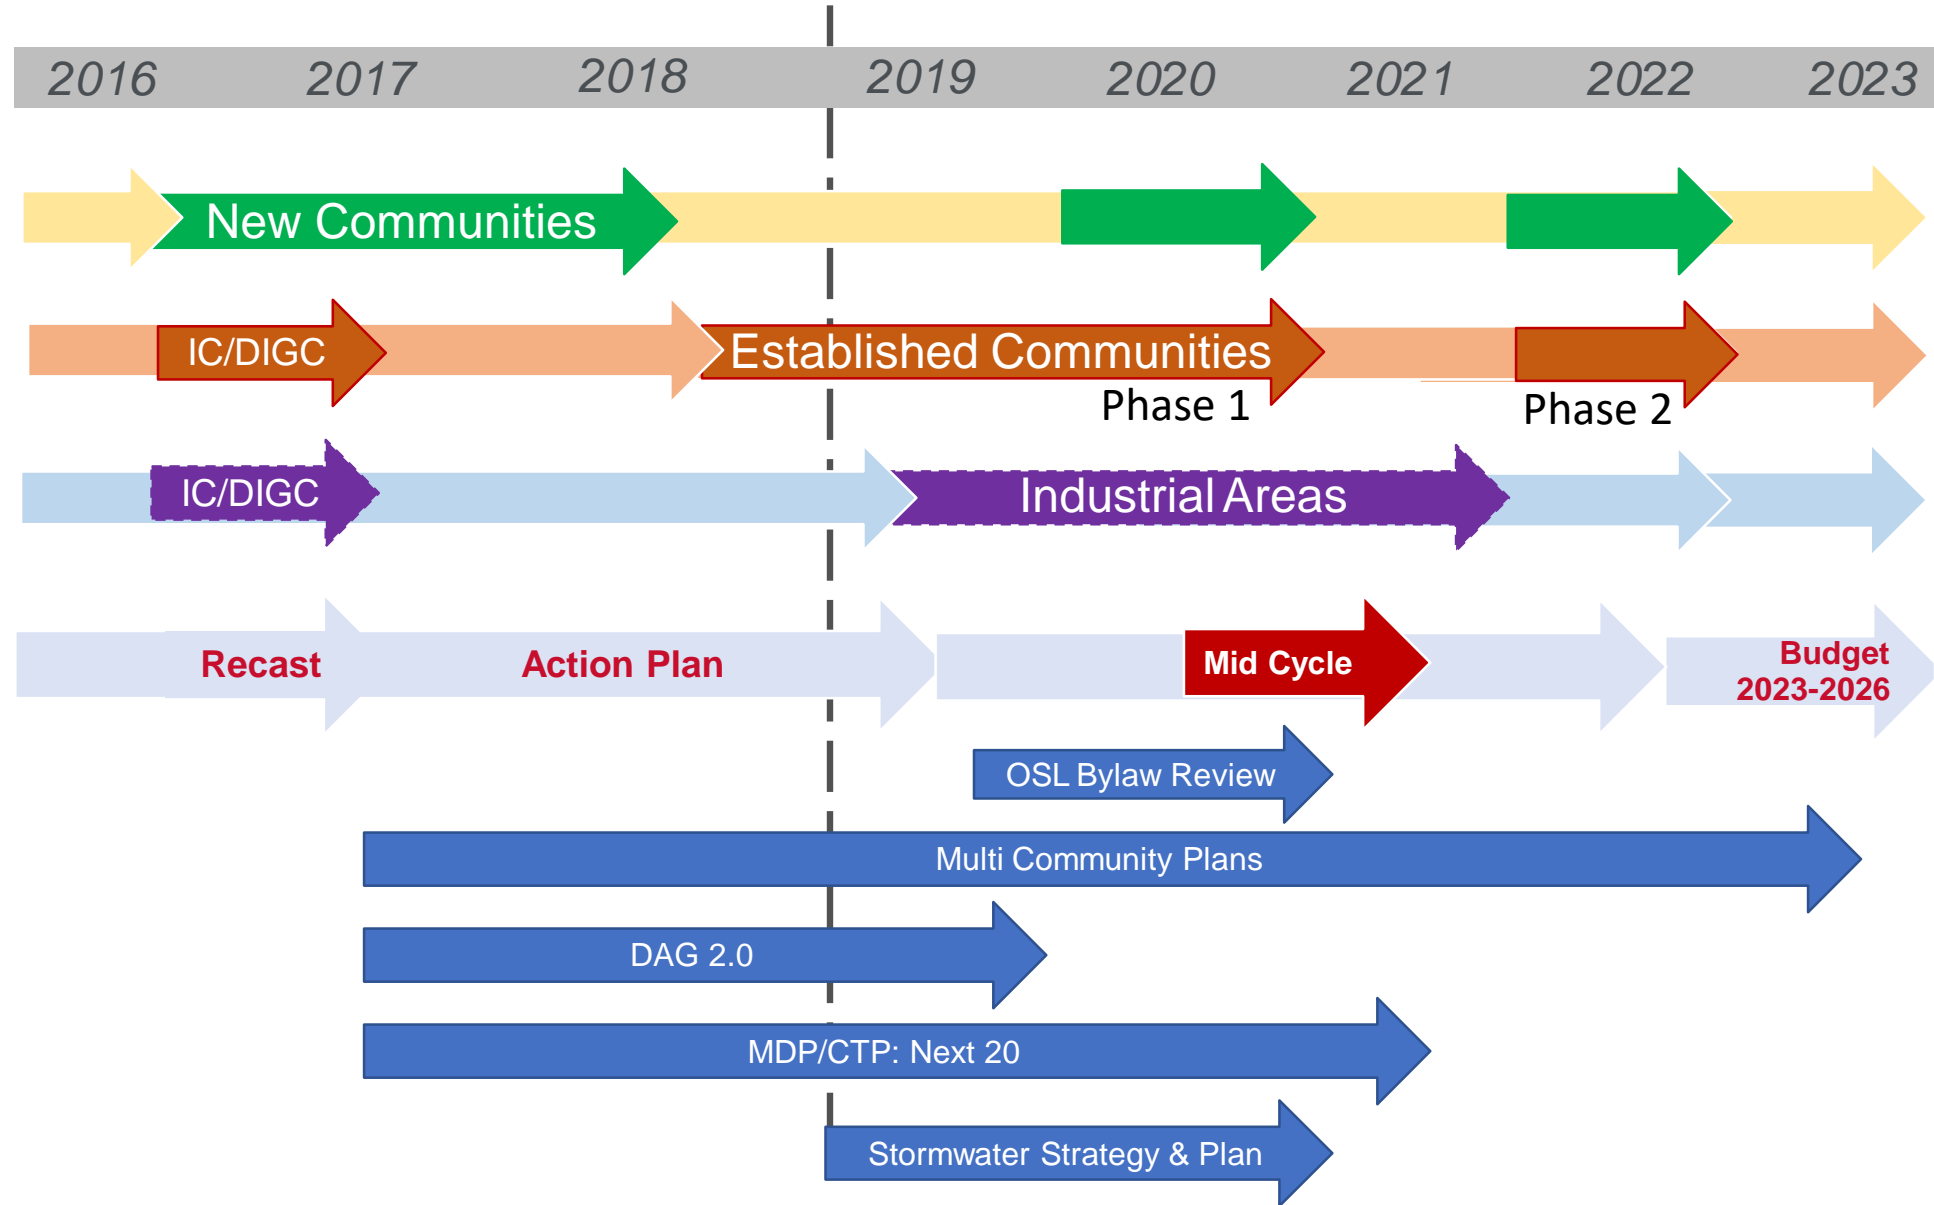 2016 2017 2018 2019 2020 2021 2022 2023
New Communities
IC/DIGC Established Communities
Phase 1 Phase 2
IC/DIGC Industrial Areas
Recast Action Plan Mid Cycle Budget
2023-2026
OSL Bylaw Review
Multi Community Plans
DAG 2.0
MDP/CTP: Next 20
Stormwater Strategy & Plan